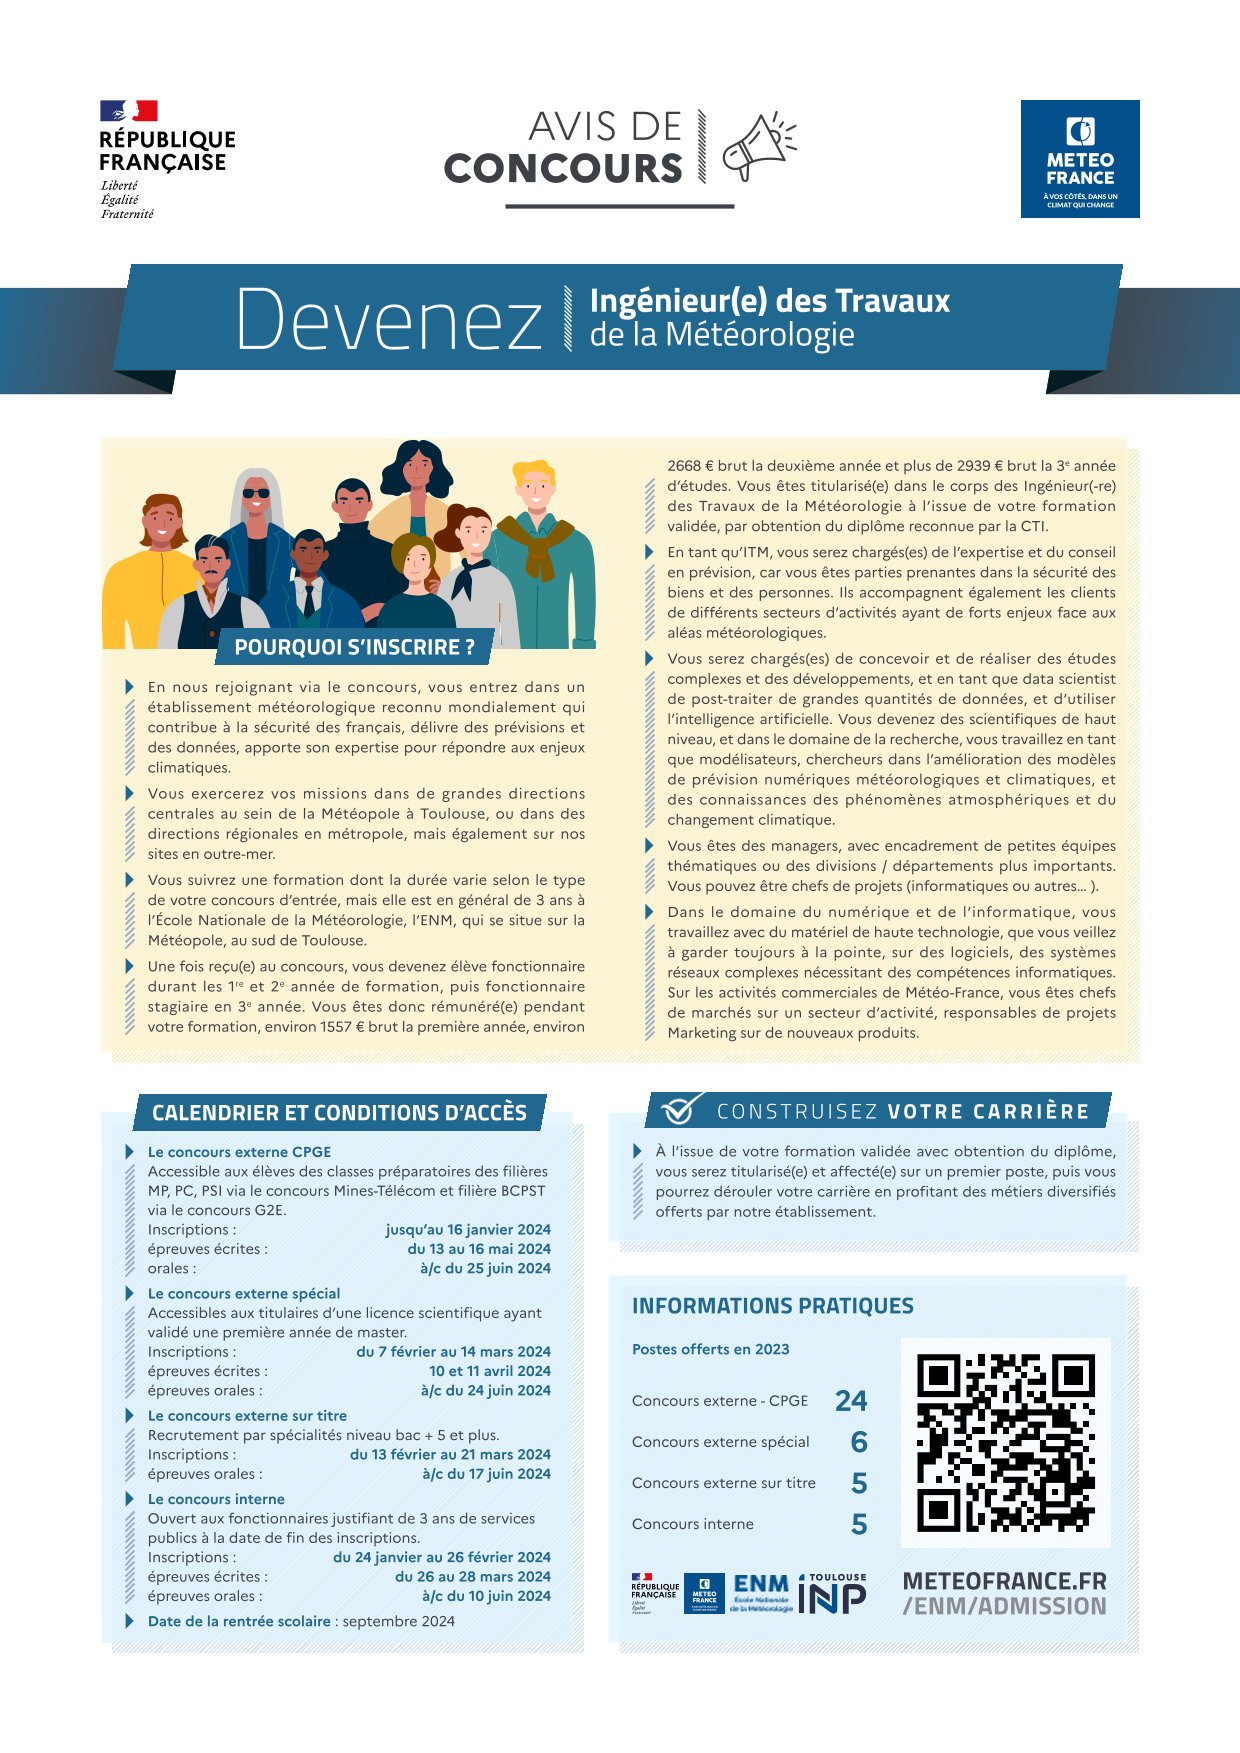 RÉPUBLIQUE
FRANÇAISE
Liberté
Égalité
Fraternité
AVIS DE
CONCOURS
METEO
FRANCE
À VOS CÔTÉS, DANS UN
CLIMAT QUI CHANGE
Devenez
Ingénieur(e) des Travaux
de la Météorologie
POURQUOI S'INSCRIRE ?
En nous rejoignant via le concours, vous entrez dans un
établissement météorologique reconnu mondialement qui
contribue à la sécurité des français, délivre des prévisions et
des données, apporte son expertise pour répondre aux enjeux
climatiques.
Vous exercerez vos missions dans de grandes directions
centrales au sein de la Météopole à Toulouse, ou dans des
directions régionales en métropole, mais également sur nos
sites en outre-mer.
Vous suivrez une formation dont la durée varie selon le type
de votre concours d'entrée, mais elle est en général de 3 ans à
l'École Nationale de la Météorologie, l'ENM, qui se situe sur la
Météopole, au sud de Toulouse.
Une fois reçu(e) au concours, vous devenez élève fonctionnaire
durant les 1re et 2e année de formation, puis fonctionnaire
stagiaire en 3e année. Vous êtes donc rémunéré(e) pendant
votre formation, environ 1557 € brut la première année, environ
2668 € brut la deuxième année et plus de 2939 € brut la 3e année
d'études. Vous êtes titularisé(e) dans le corps des Ingénieur(-re)
des Travaux de la Météorologie à l'issue de votre formation
validée, par obtention du diplôme reconnue par la CTI.
En tant qu'ITM, vous serez chargés(es) de l'expertise et du conseil
en prévision, car vous êtes parties prenantes dans la sécurité des
biens et des personnes. Ils accompagnent également les clients
de différents secteurs d'activités ayant de forts enjeux face aux
aléas météorologiques.
Vous serez chargés(es) de concevoir et de réaliser des études
complexes et des développements, et en tant que data scientist
de post-traiter de grandes quantités de données, et d'utiliser
l'intelligence artificielle. Vous devenez des scientifiques de haut
niveau, et dans le domaine de la recherche, vous travaillez en tant
que modélisateurs, chercheurs dans l'amélioration des modèles
de prévision numériques météorologiques et climatiques, et
des connaissances des phénomènes atmosphériques et du
changement climatique.
Vous êtes des managers, avec encadrement de petites équipes
thématiques ou des divisions / départements plus importants.
Vous pouvez être chefs de projets (informatiques ou autres... ).
Dans le domaine du numérique et de l'informatique, vous
travaillez avec du matériel de haute technologie, que vous veillez
à garder toujours à la pointe, sur des logiciels, des systèmes
réseaux complexes nécessitant des compétences informatiques.
Sur les activités commerciales de Météo-France, vous êtes chefs
de marchés sur un secteur d'activité, responsables de projets
Marketing sur de nouveaux produits.
CALENDRIER ET CONDITIONS D'ACCÈS
Le concours externe CPGE
Accessible aux élèves des classes préparatoires des filières
MP, PC, PSI via le concours Mines-Télécom et filière BCPST
via le concours G2E.
Inscriptions : jusqu'au 16 janvier 2024
épreuves écrites : du 13 au 16 mai 2024
orales : à/c du 25 juin 2024
Le concours externe spécial
Accessibles aux titulaires d'une licence scientifique ayant
validé une première année de master.
Inscriptions : du 7 février au 14 mars 2024
épreuves écrites : 10 et 11 avril 2024
épreuves orales : à/c du 24 juin 2024
Le concours externe sur titre
Recrutement par spécialités niveau bac + 5 et plus.
Inscriptions : du 13 février au 21 mars 2024
épreuves orales : à/c du 17 juin 2024
Le concours interne
Ouvert aux fonctionnaires justifiant de 3 ans de services
publics à la date de fin des inscriptions.
Inscriptions : du 24 janvier au 26 février 2024
épreuves écrites : du 26 au 28 mars 2024
épreuves orales : à/c du 10 juin 2024
Date de la rentrée scolaire : septembre 2024
CONSTRUISEZ VOTRE CARRIÈRE
À l'issue de votre formation validée avec obtention du diplôme,
vous serez titularisé(e) et affecté(e) sur un premier poste, puis vous
pourrez dérouler votre carrière en profitant des métiers diversifiés
offerts par notre établissement.
INFORMATIONS PRATIQUES
Postes offerts en 2023
Concours externe - CPGE 24
Concours externe spécial 6
Concours externe sur titre 5
Concours interne 5
RÉPUBLIQUE
FRANÇAISE
Liberté
Égalité
Fraternité
METEO
FRANCE
ENM
École Nationale
de la Météorologie
TOULOUSE
INP
METEOFRANCE.FR
/ENM/ADMISSION